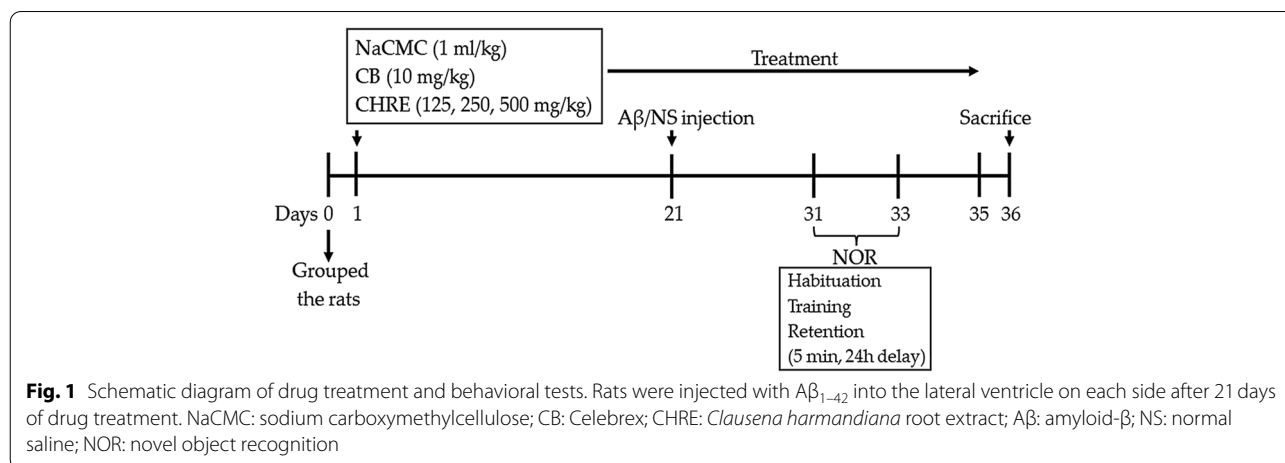 NaCMC (1 ml/kg)
CB (10 mg/kg)
CHRE (125, 250, 500 mg/kg)
Treatment
Aβ/NS injection
Sacrifice
Days 0 1 21 31 33 35 36
Grouped
the rats
NOR
Habituation
Training
Retention
(5 min, 24h delay)
Fig. 1 Schematic diagram of drug treatment and behavioral tests. Rats were injected with Aβ1–42 into the lateral ventricle on each side after 21 days
of drug treatment. NaCMC: sodium carboxymethylcellulose; CB: Celebrex; CHRE: Clausena harmandiana root extract; Aβ: amyloid-β; NS: normal
saline; NOR: novel object recognition